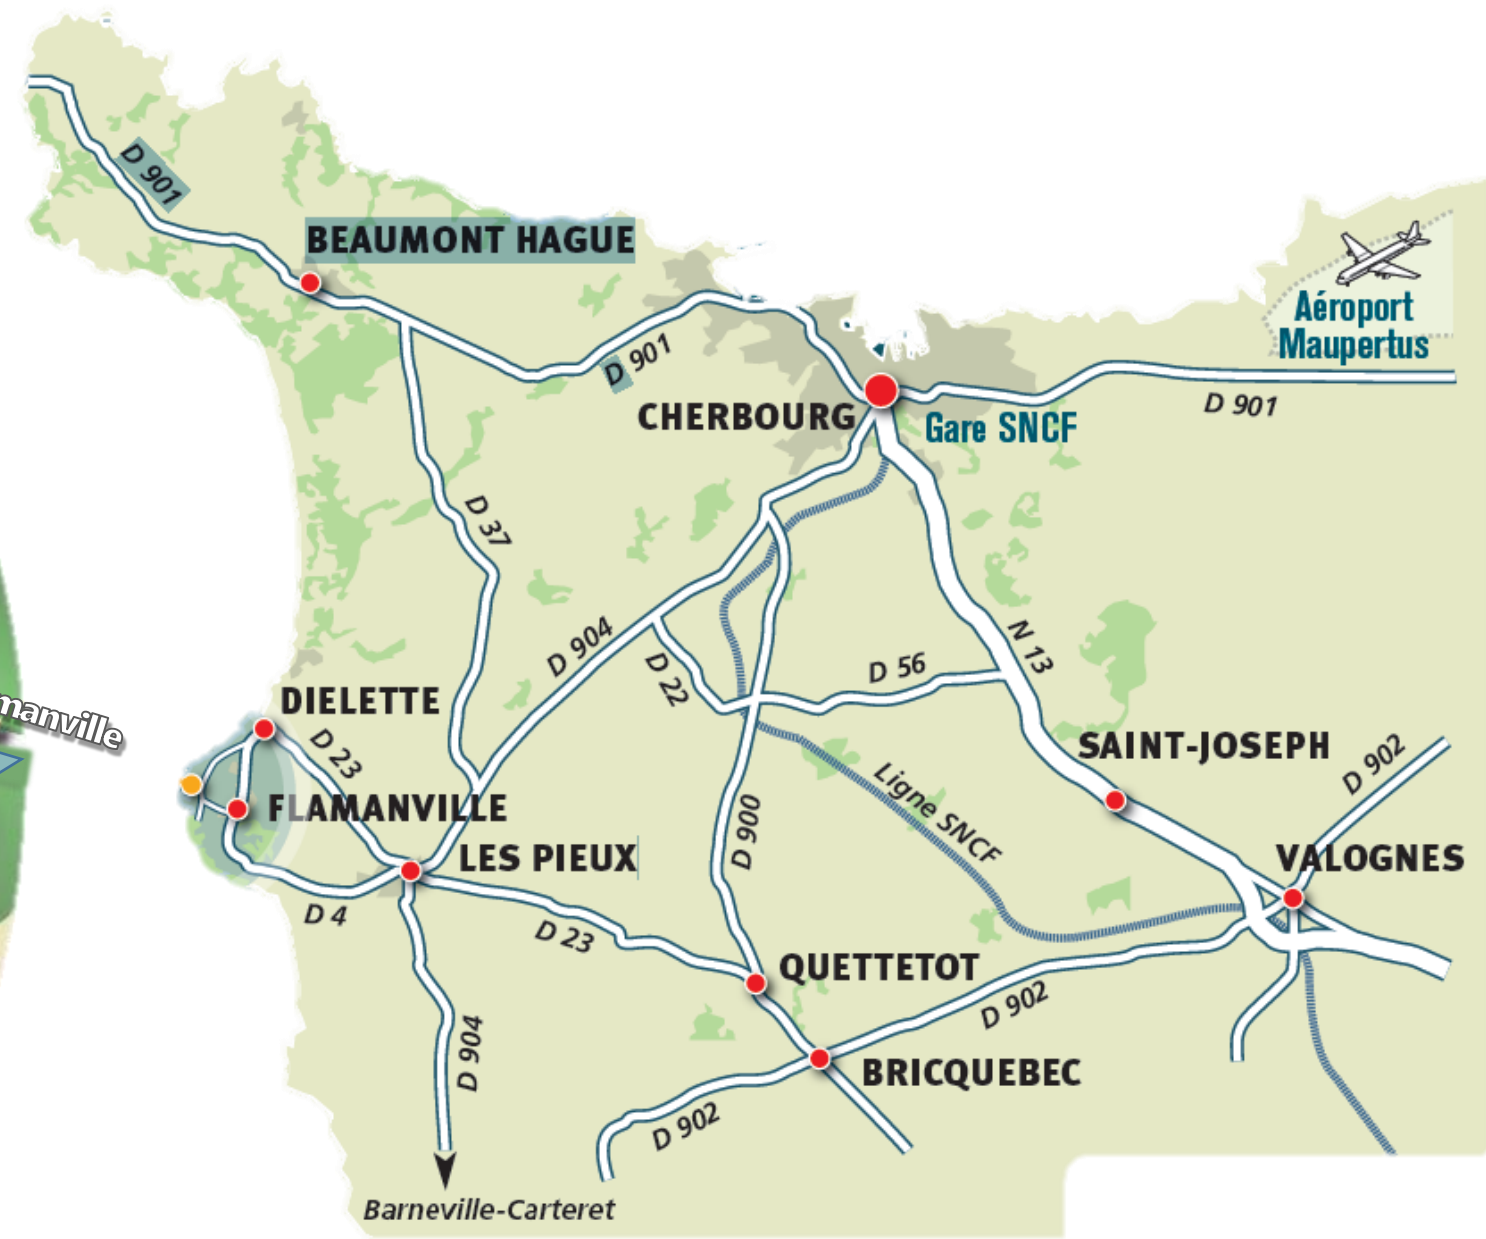 D 901
BEAUMONT HAGUE
Aéroport
Maupertus
D 901
D 901
CHERBOURG
Gare SNCF
D 37
D 904
D 22
D 56
N 13
manville
DIELETTE
D 23
SAINT-JOSEPH
D 902
Ligne SNCF
FLAMANVILLE
D 900
LES PIEUX
VALOGNES
D 4
D 23
QUETTETOT
D 902
D 904
BRICQUEBEC
D 902
Barneville-Carteret